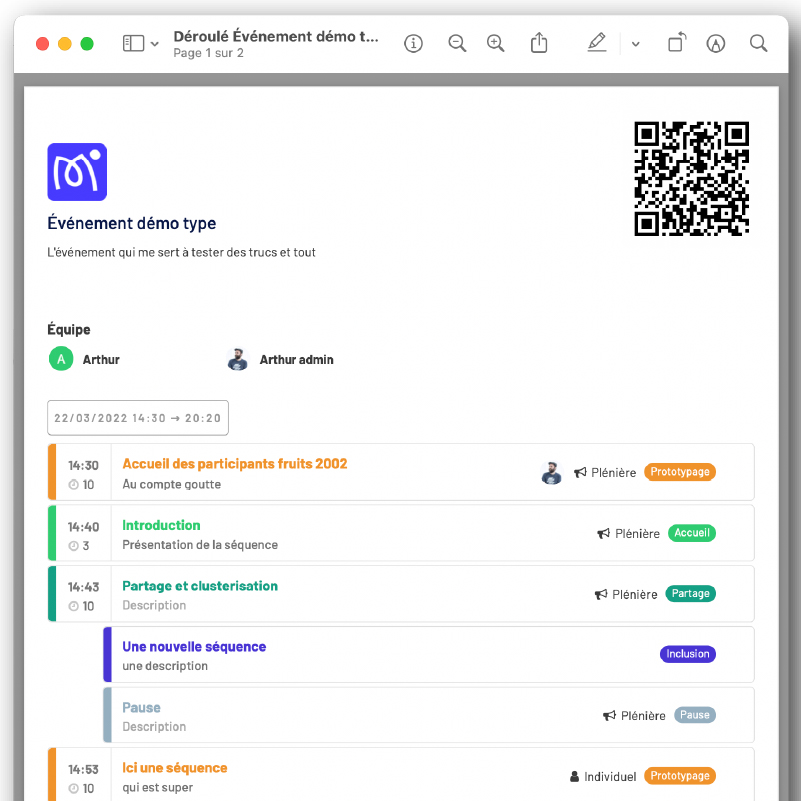 Déroulé Événement démo t...
Page 1 sur 2
Événement démo type
L'événement qui me sert à tester des trucs et tout
Équipe
A Arthur Arthur admin
22/03/2022 14:30 → 20:20
14:30 Accueil des participants fruits 2002
10 Au compte goutte
Plénière Prototypage
14:40 Introduction
3 Présentation de la séquence
Plénière Accueil
14:43 Partage et clusterisation
10 Description
Plénière Partage
Une nouvelle séquence
une description
Inclusion
Pause
Description
Plénière Pause
14:53 Ici une séquence
10 qui est super
Individuel Prototypage